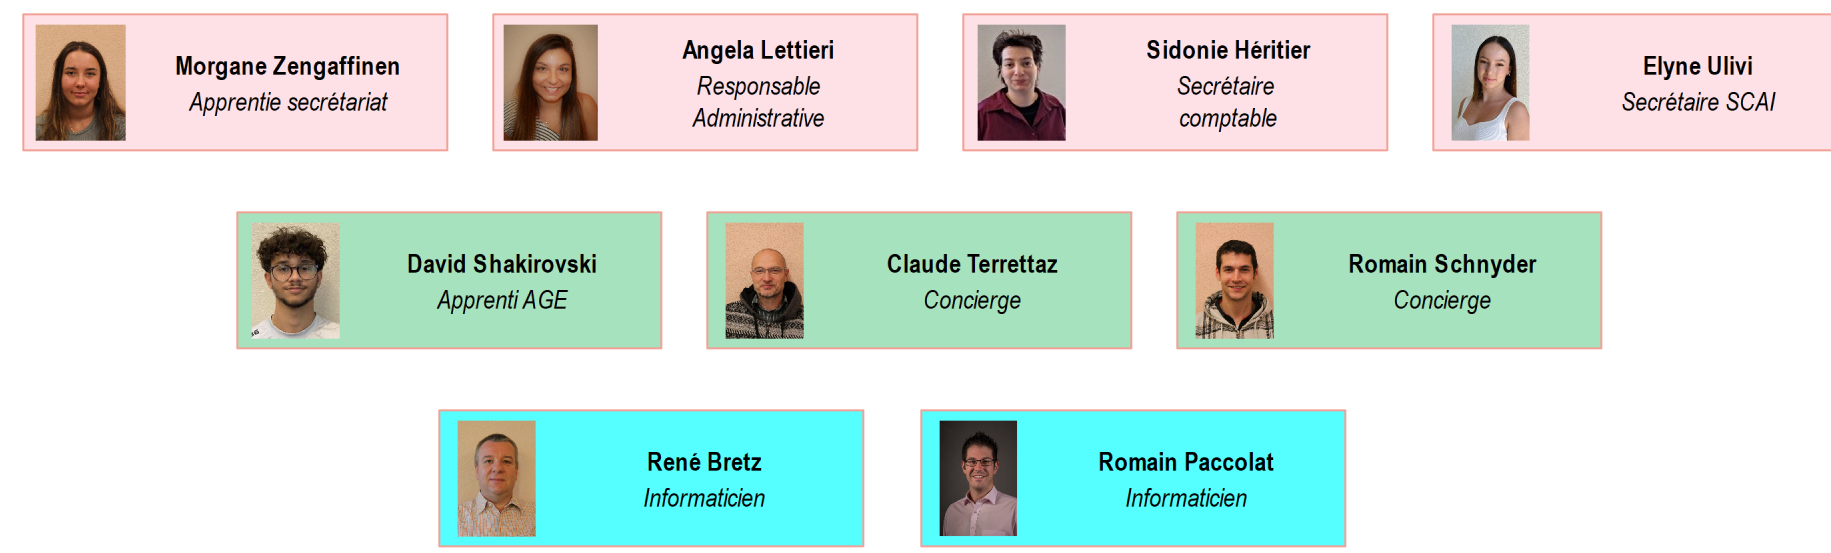 Morgane Zengaffinen
Apprentie secrétariat
Angela Lettieri
Responsable
Administrative
Sidonie Héritier
Secrétaire
comptable
Elyne Ulivi
Secrétaire SCAI
David Shakirovski
Apprenti AGE
Claude Terrettaz
Concierge
Romain Schnyder
Concierge
René Bretz
Informaticien
Romain Paccolat
Informaticien